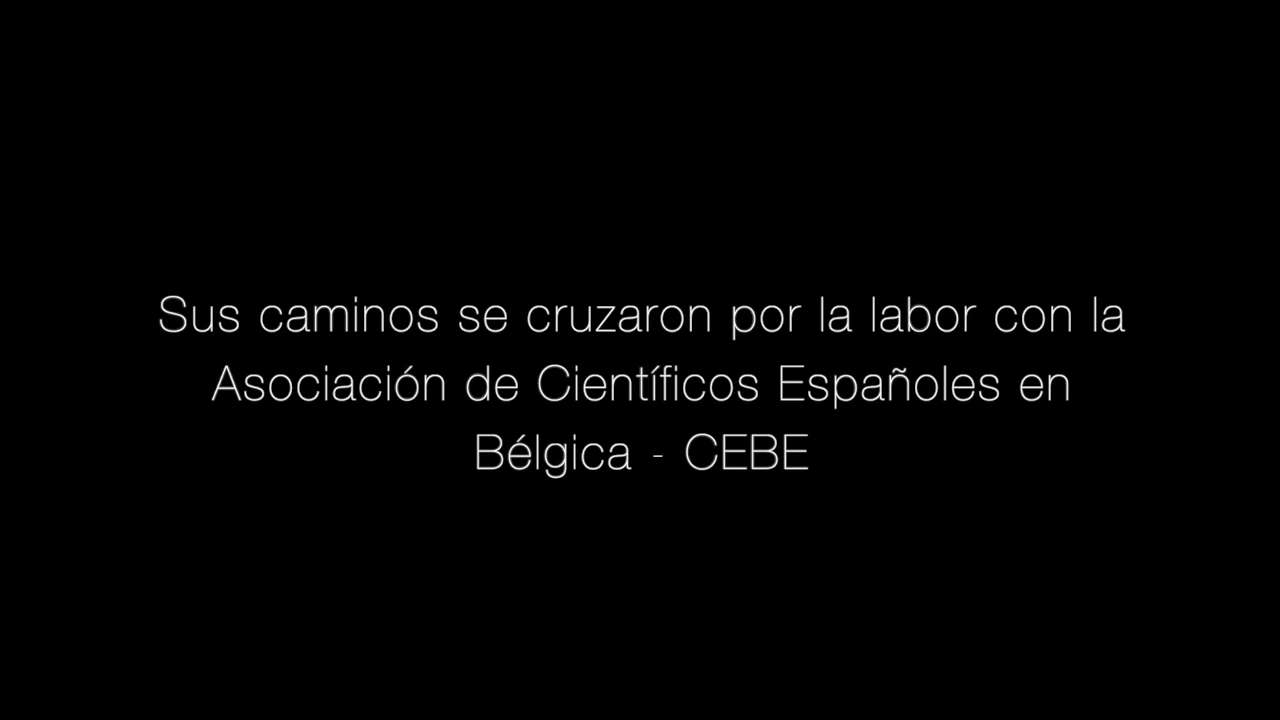 Sus caminos se cruzaron por la labor con la
Asociación de Científicos Españoles en
Bélgica - CEBE